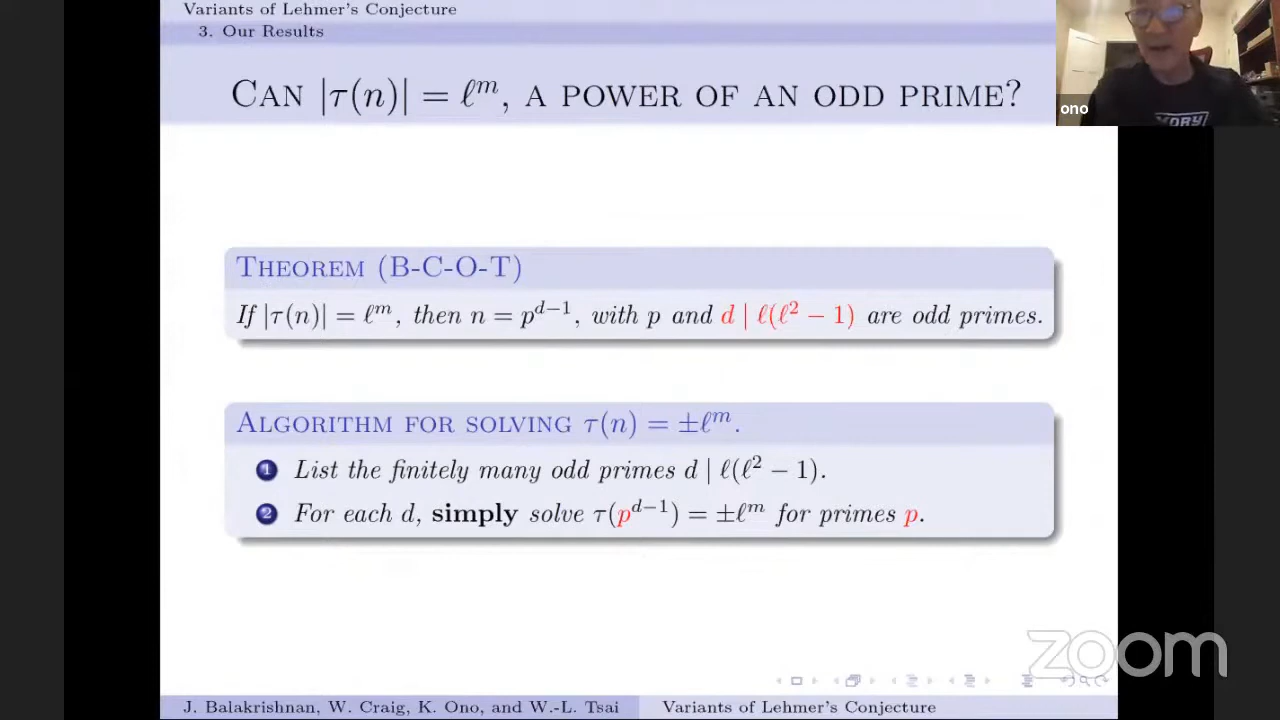 Variants of Lehmer's Conjecture
3. Our Results
Can |τ(n)| = ℓ^m, a power of an odd prime?
ono
Theorem (B-C-O-T)
If |τ(n)| = ℓ^m, then n = p^{d−1}, with p and d | ℓ(ℓ² − 1) are odd primes.
Algorithm for solving τ(n) = ±ℓ^m.
1 List the finitely many odd primes d | ℓ(ℓ² − 1).
2 For each d, simply solve τ(p^{d−1}) = ±ℓ^m for primes p.
zoom
J. Balakrishnan, W. Craig, K. Ono, and W.-L. Tsai
Variants of Lehmer's Conjecture